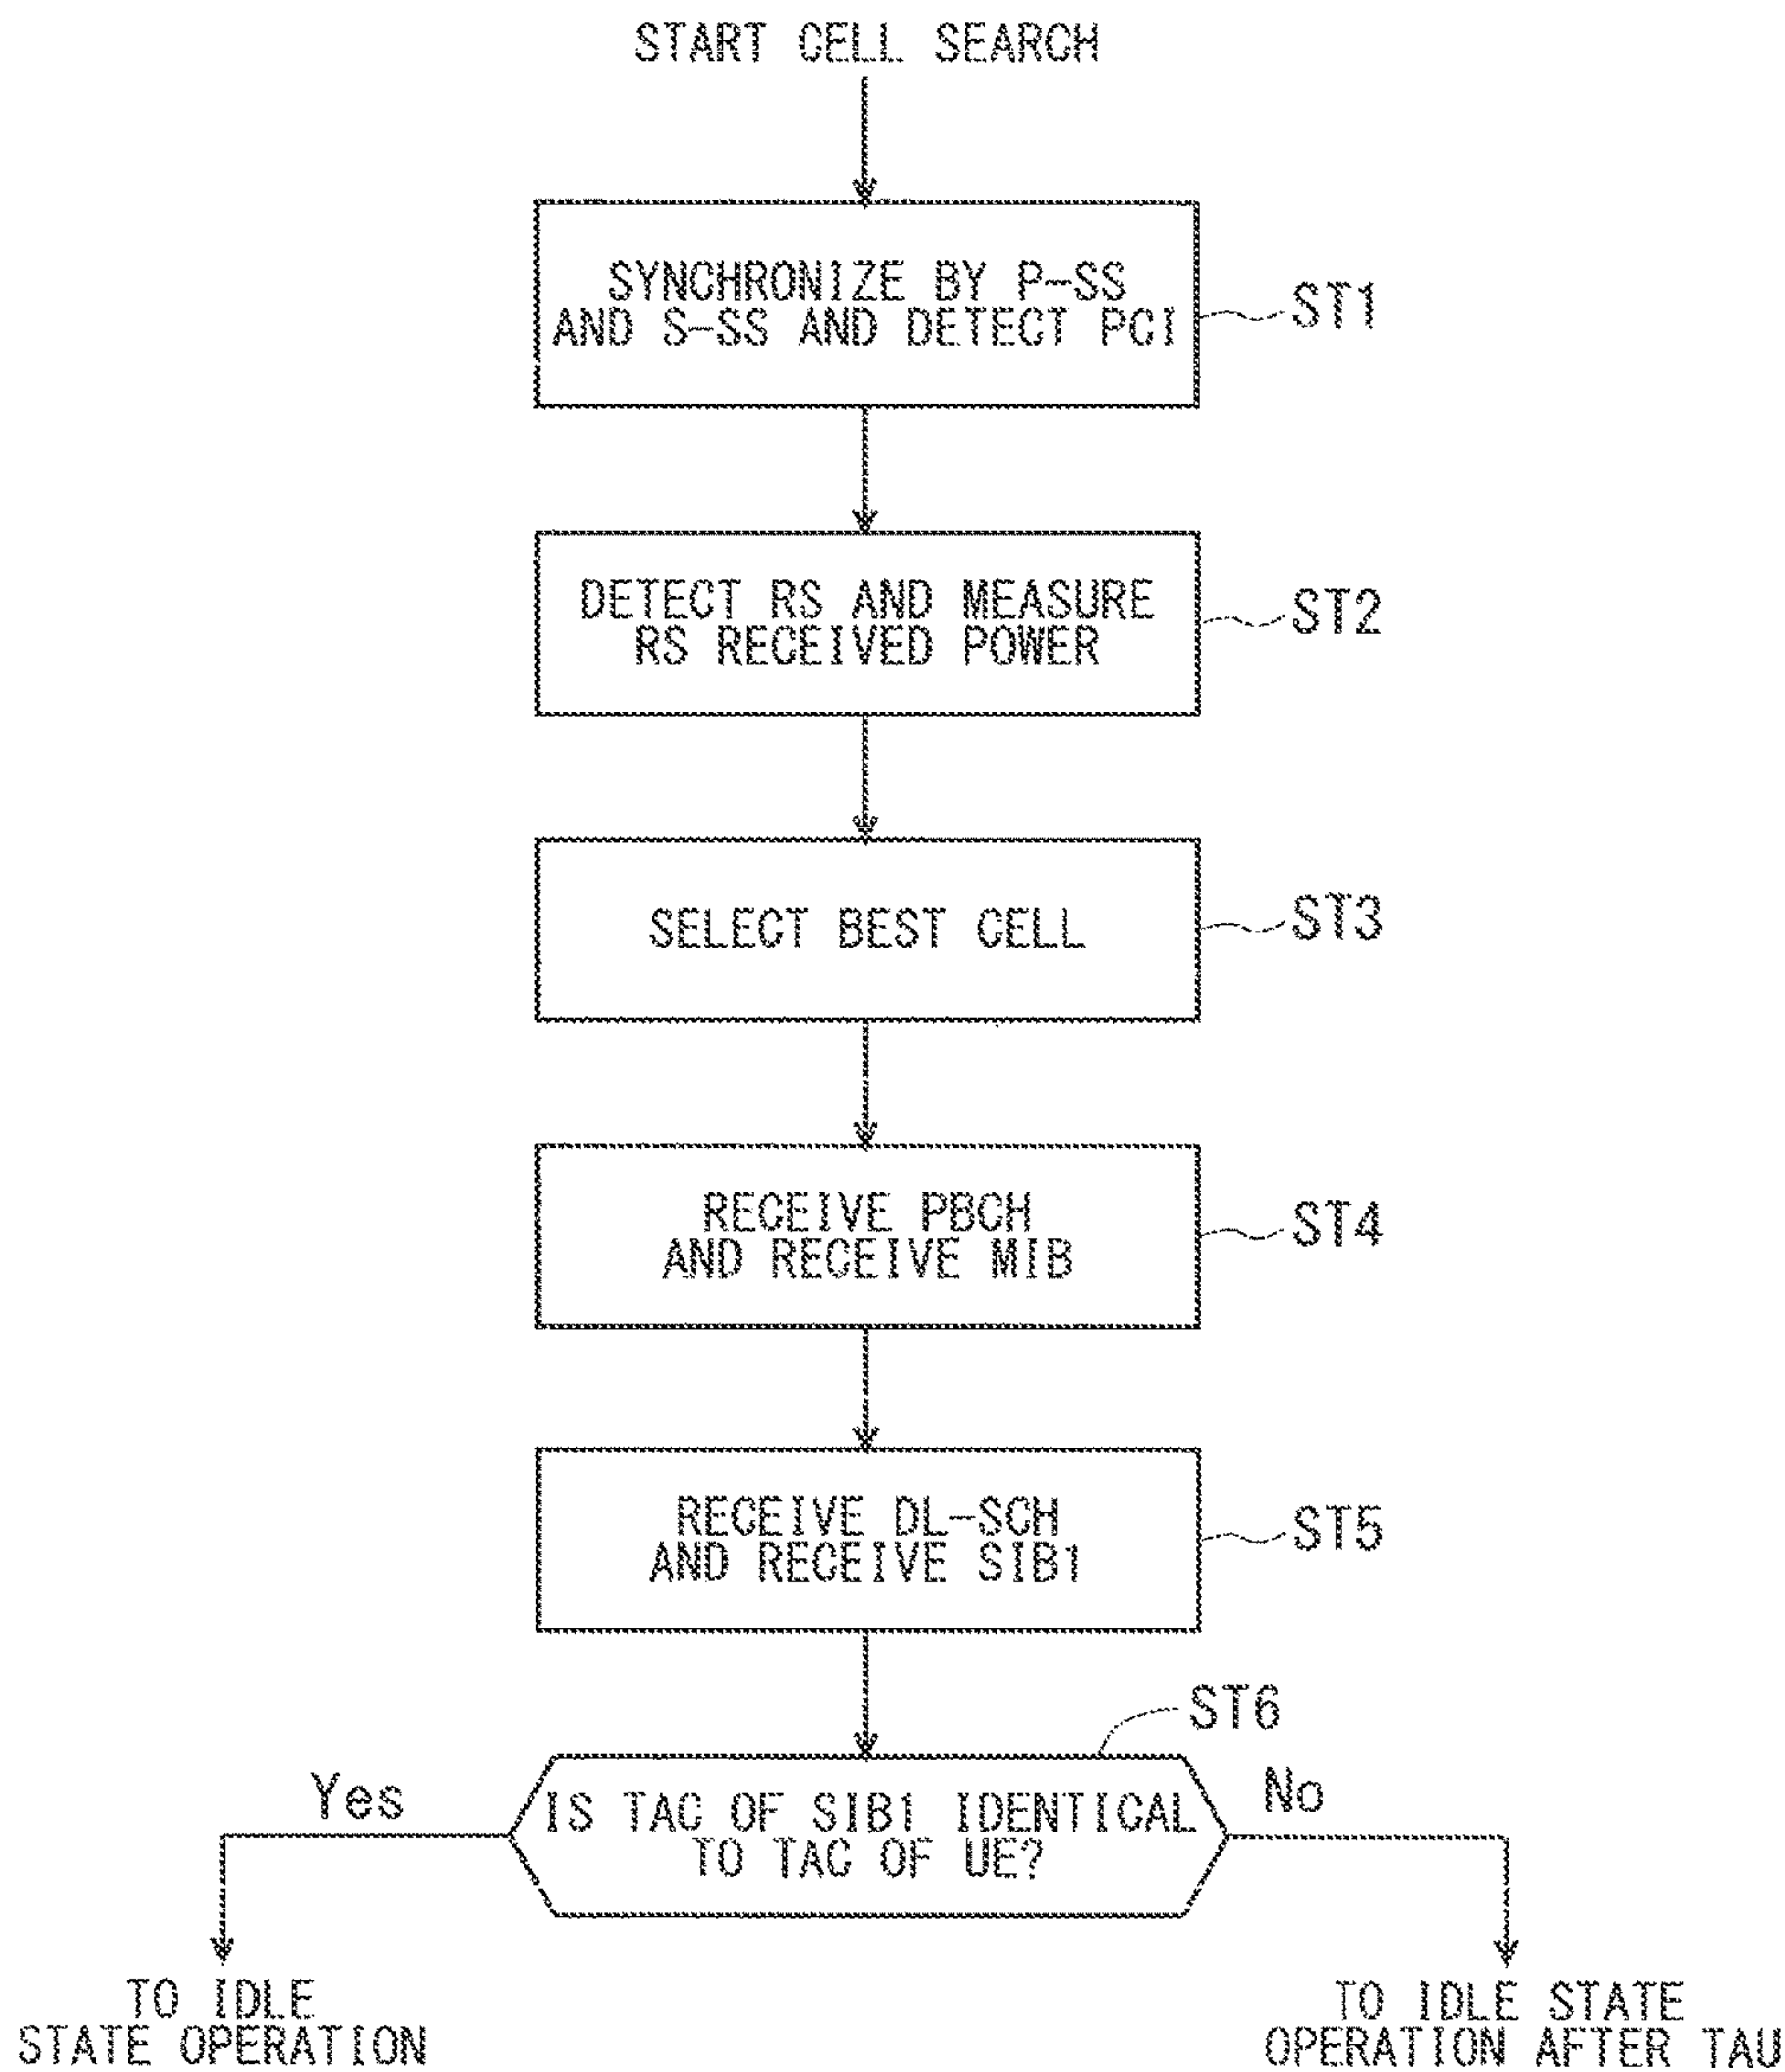 START CELL SEARCH
SYNCHRONIZE BY P-SS
AND S-SS AND DETECT PCI
ST1
DETECT RS AND MEASURE
RS RECEIVED POWER
ST2
SELECT BEST CELL
ST3
RECEIVE PBCH
AND RECEIVE MIB
ST4
RECEIVE DL-SCH
AND RECEIVE SIB1
ST5
ST6
Yes
IS TAC OF SIB1 IDENTICAL
TO TAC OF UE?
No
TO IDLE
STATE OPERATION
TO IDLE STATE
OPERATION AFTER TAU